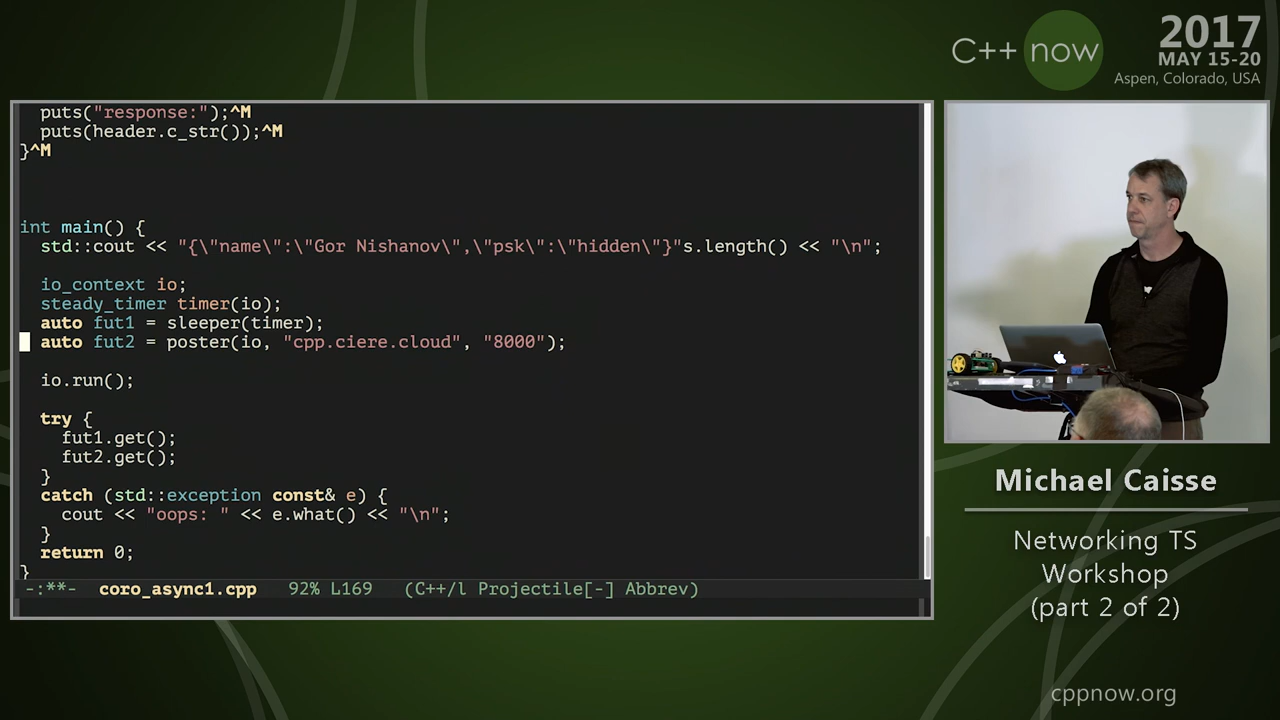 C++ now
2017
MAY 15-20
Aspen, Colorado, USA
puts("response:");^M
puts(header.c_str());^M
}^M
int main() {
std::cout << "{\"name\":\"Gor Nishanov\",\"psk\":\"hidden\"}"s.length() << "\n";
io_context io;
steady_timer timer(io);
auto fut1 = sleeper(timer);
auto fut2 = poster(io, "cpp.ciere.cloud", "8000");
io.run();
try {
fut1.get();
fut2.get();
}
catch (std::exception const& e) {
cout << "oops: " << e.what() << "\n";
}
return 0;
}
-:**- coro_async1.cpp 92% L169 (C++/l Projectile[-] Abbrev)
Michael Caisse
Networking TS
Workshop
(part 2 of 2)
cppnow.org